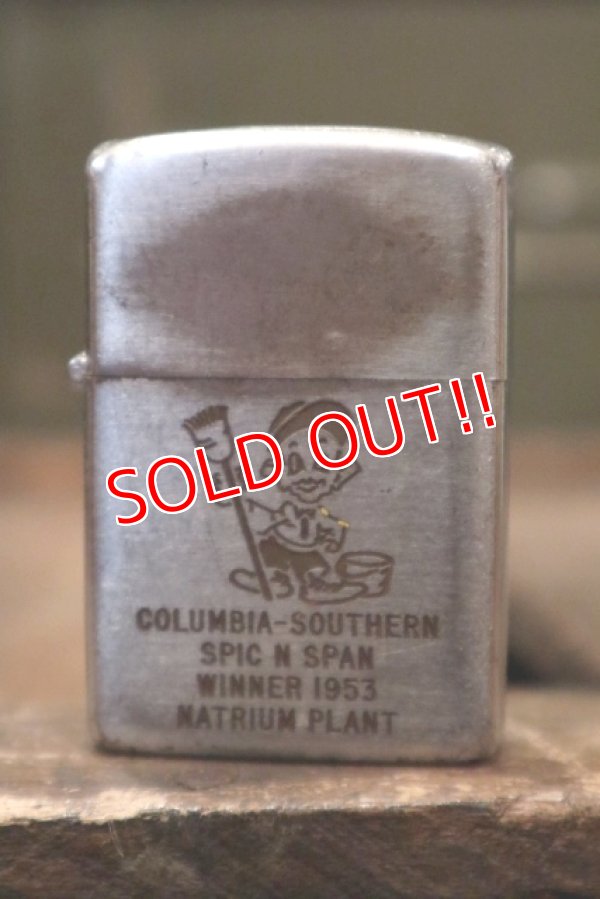 SOLD OUT!!
COLUMBIA-SOUTHERN
SPIC N SPAN
WINNER 1953
NATRIUM PLANT